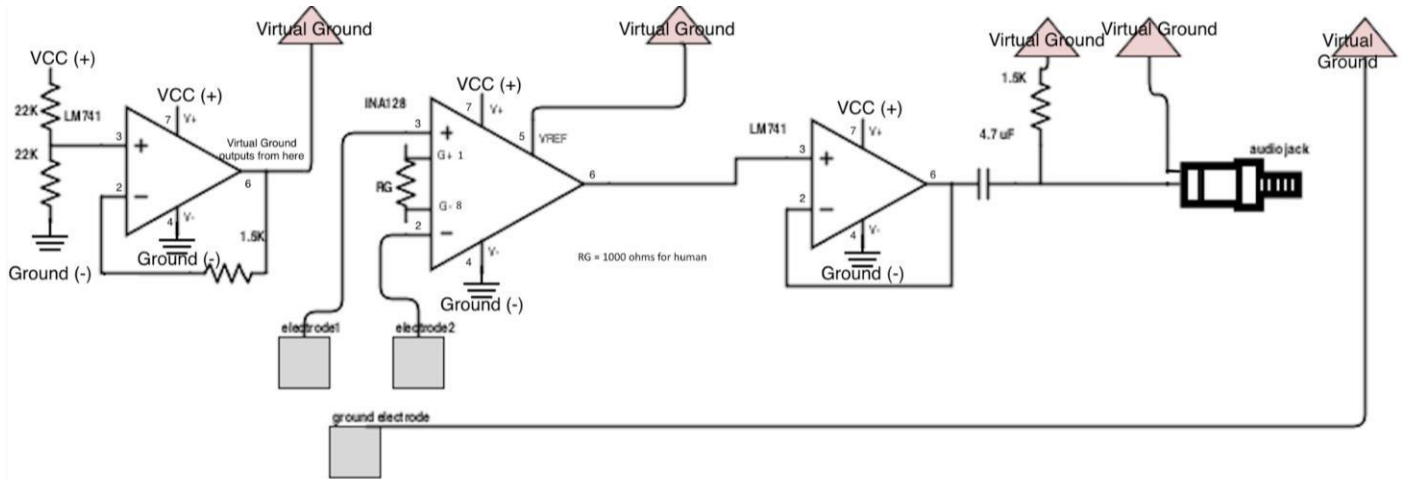 Virtual Ground
VCC (+)
22K
LM741
22K
VCC (+)
7
V+
3
+
2
-
4
V-
6
Virtual Ground
outputs from here
Ground (-)
Ground (-)
1.5K
Virtual Ground
INA128
VCC (+)
7
V+
3
+
G+ 1
RG
G- 8
2
-
5
VREF
6
4
V-
Ground (-)
RG = 1000 ohms for human
electrode1
electrode2
ground electrode
LM741
VCC (+)
7
V+
3
+
2
-
6
4
V-
Ground (-)
Virtual Ground
1.5K
4.7 uF
Virtual Ground
audio jack
Virtual
Ground